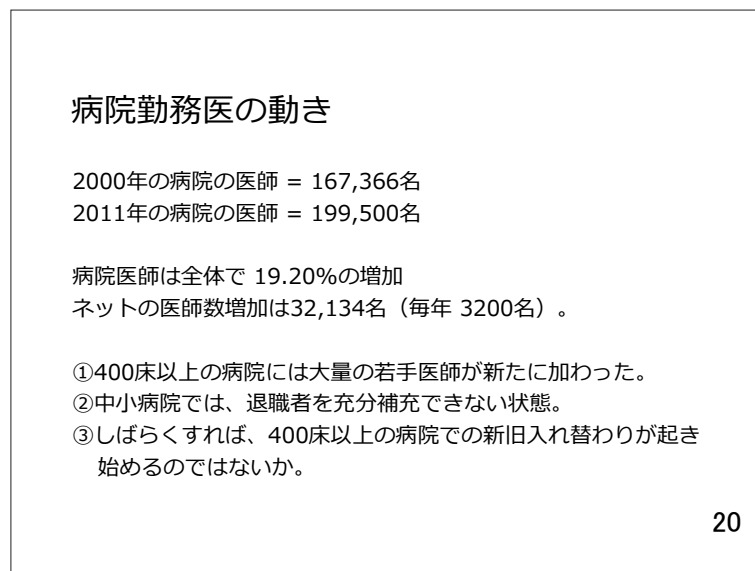 病院勤務医の動き
2000年の病院の医師 = 167,366名
2011年の病院の医師 = 199,500名
病院医師は全体で 19.20%の増加
ネットの医師数増加は32,134名（毎年 3200名）。
①400床以上の病院には大量の若手医師が新たに加わった。
②中小病院では、退職者を充分補充できない状態。
③しばらくすれば、400床以上の病院での新旧入れ替わりが起き
始めるのではないか。
20